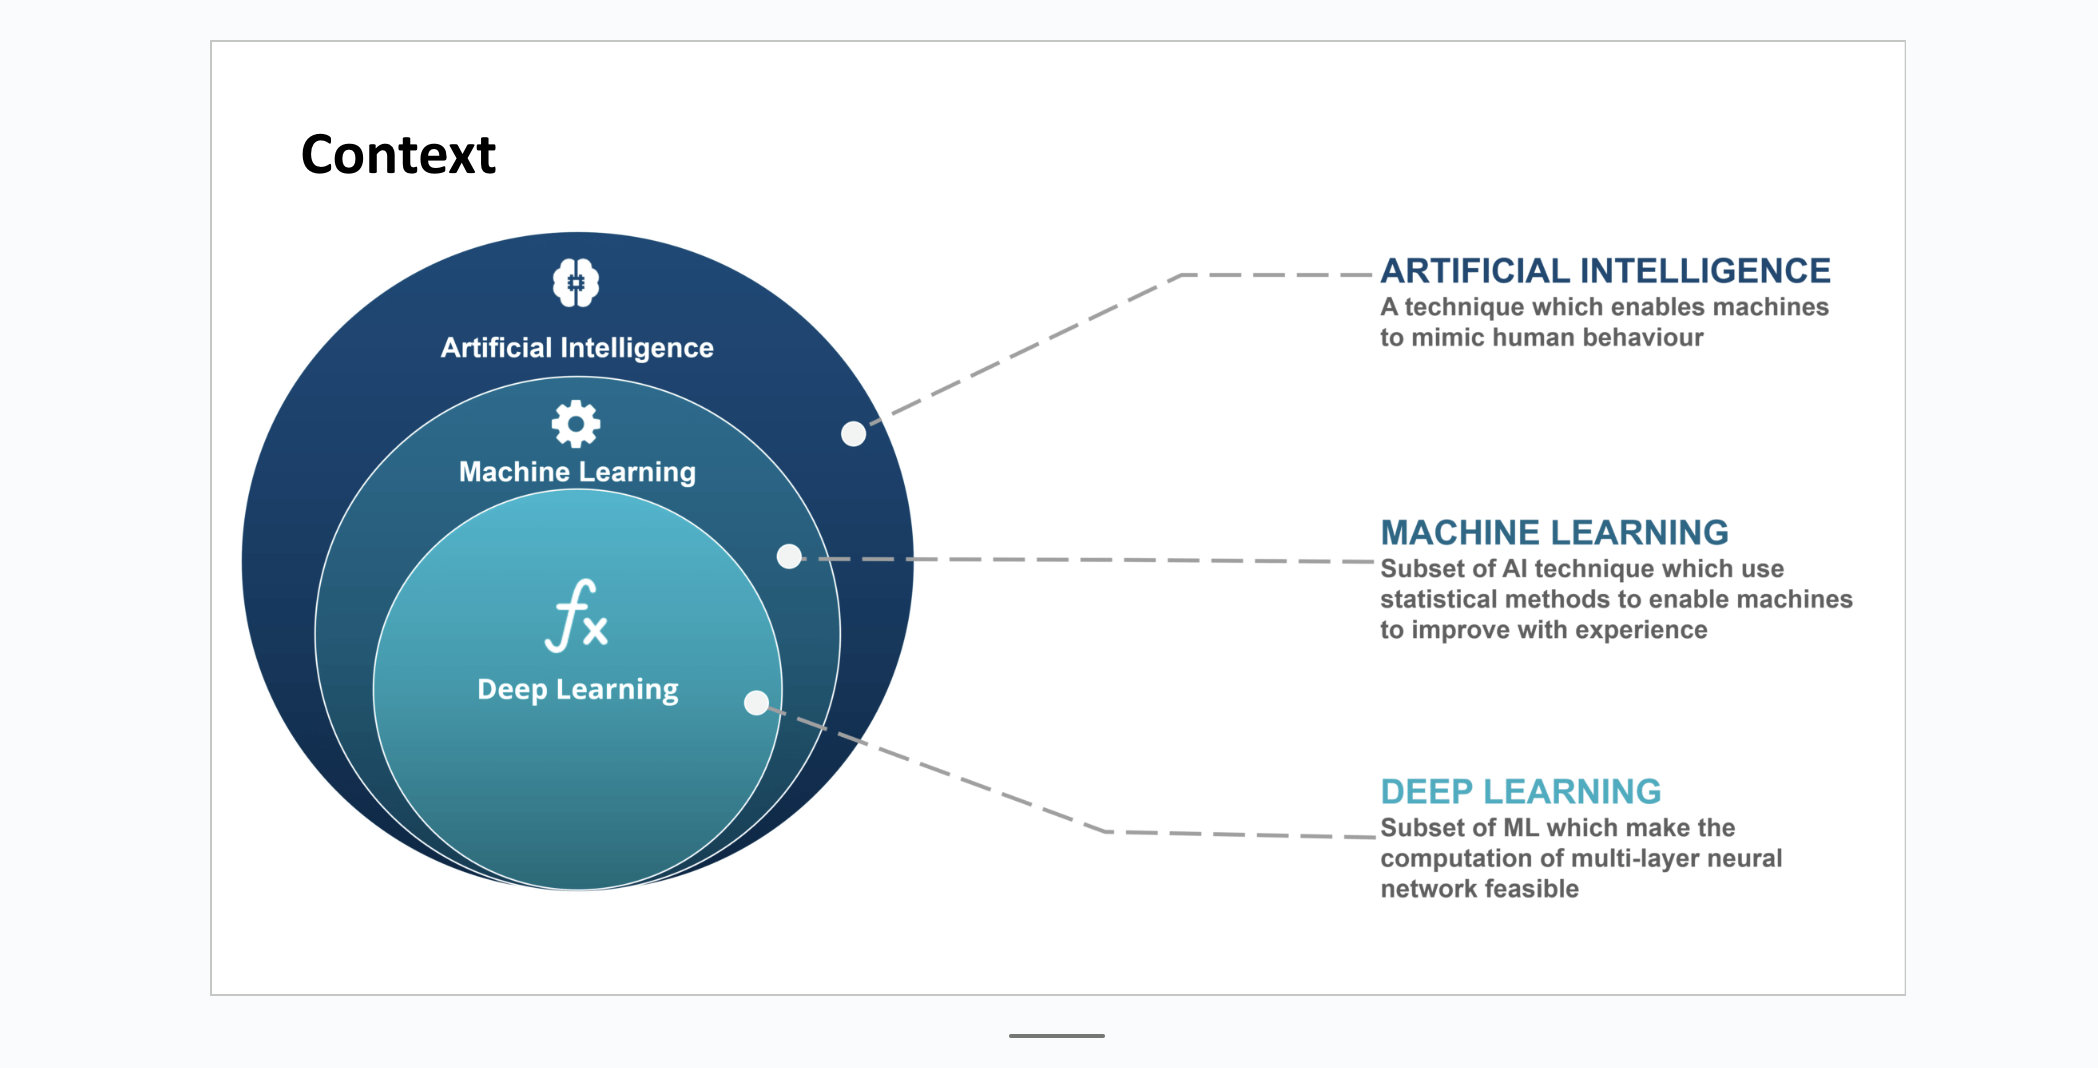 Context
Artificial Intelligence
Machine Learning
fx
Deep Learning
ARTIFICIAL INTELLIGENCE
A technique which enables machines
to mimic human behaviour
MACHINE LEARNING
Subset of AI technique which use
statistical methods to enable machines
to improve with experience
DEEP LEARNING
Subset of ML which make the
computation of multi-layer neural
network feasible